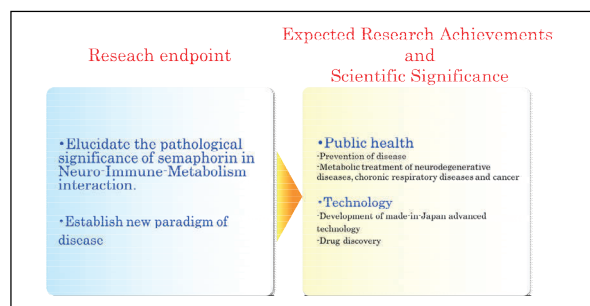 Reseach endpoint
Expected Research Achievements
and
Scientific Significance
•Elucidate the pathological
significance of semaphorin in
Neuro-Immune-Metabolism
interaction.
•Establish new paradigm of
disease
•Public health
•Prevention of disease
•Metabolic treatment of neurodegenerative
diseases, choronic respiratory diseases and cancer
•Technology
•Development of made-in-Japan advanced
technology
•Drug discovery